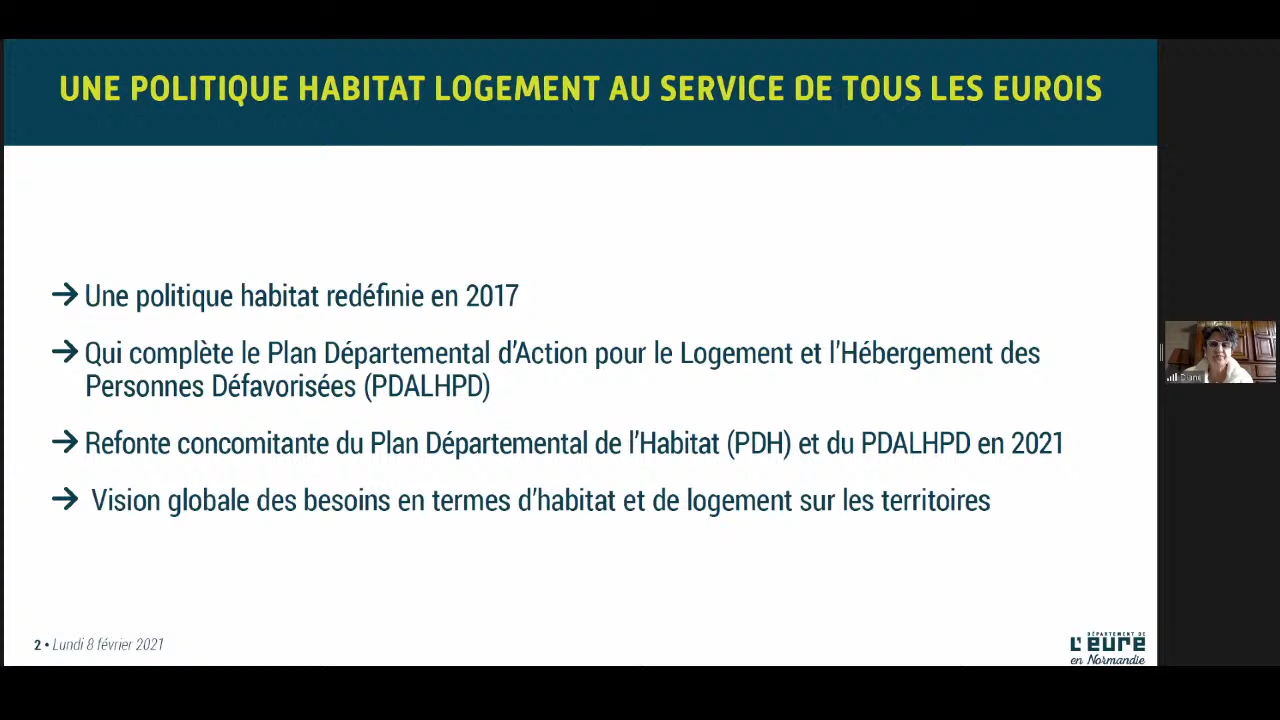 UNE POLITIQUE HABITAT LOGEMENT AU SERVICE DE TOUS LES EUROIS
→ Une politique habitat redéfinie en 2017
→ Qui complète le Plan Départemental d'Action pour le Logement et l'Hébergement des
Personnes Défavorisées (PDALHPD)
→ Refonte concomitante du Plan Départemental de l'Habitat (PDH) et du PDALHPD en 2021
→ Vision globale des besoins en termes d'habitat et de logement sur les territoires
Diane
2 • Lundi 8 février 2021
DÉPARTEMENT DE
L'EURE
en Normandie